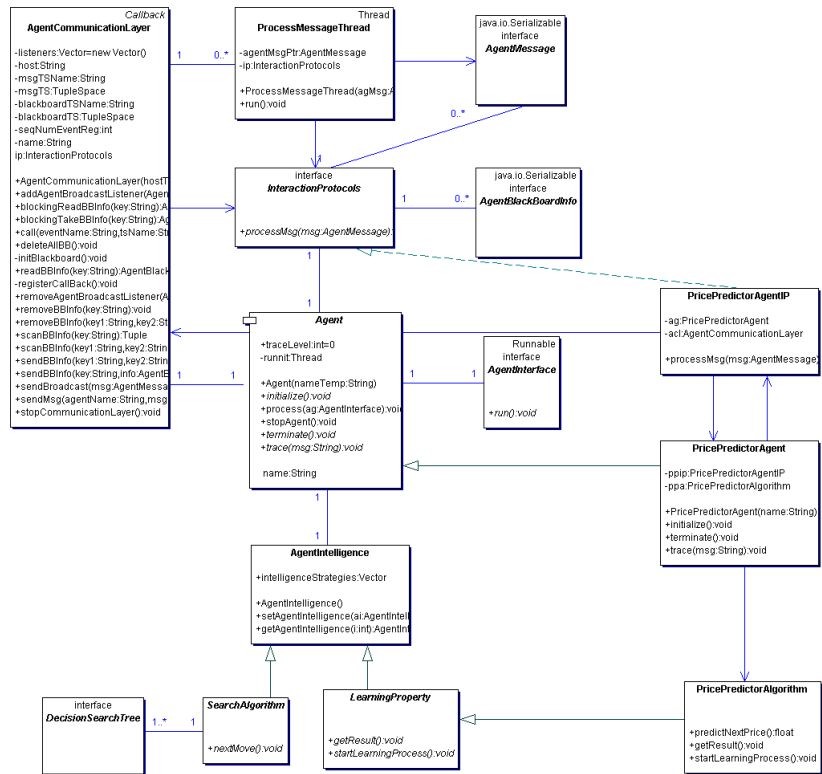 Callback
AgentCommunicationLayer
-listeners:Vector=new Vector()
-host:String
-msgTSName:String
-msgTS:TupleSpace
-blackboardTSName:String
-blackboardTS:TupleSpace
-seqNumEventReg:int
-name:String
ip:InteractionProtocols
+AgentCommunicationLayer(hostT
+addAgentBroadcastListener(Agen
+blockingReadBBInfo(key:String):A
+blockingTakeBBInfo(key:String):Ag
+call(eventName:String,tsName:Str
+deleteAllBB():void
-initBlackboard():void
+readBBInfo(key:String):AgentBlack
-registerCallBack():void
+removeAgentBroadcastListener(A
+removeBBInfo(key:String):void
+removeBBInfo(key1:String,key2:St
+scanBBInfo(key:String):Tuple
+scanBBInfo(key1:String,key2:Strin
+sendBBInfo(key1:String,key2:Strin
+sendBBInfo(key:String,info:AgentB
+sendBroadcast(msg:AgentMessa
+sendMsg(agentName:String,msg
+stopCommunicationLayer():void
1
0..*
Thread
ProcessMessageThread
-agentMsgPtr:AgentMessage
-ip:InteractionProtocols
+ProcessMessageThread(agMsg:A
+run():void
java.io.Serializable
interface
AgentMessage
0..*
1
interface
InteractionProtocols
+processMsg(msg:AgentMessage):
1
0..*
java.io.Serializable
interface
AgentBlackBoardInfo
1
1
Agent
+traceLevel:int=0
-runnit:Thread
+Agent(nameTemp:String)
+initialize():void
+process(ag:AgentInterface):voi
+stopAgent():void
+terminate():void
+trace(msg:String):void
name:String
1
1
1
1
Runnable
interface
AgentInterface
+run():void
PricePredictorAgentIP
-ag:PricePredictorAgent
-acl:AgentCommunicationLayer
+processMsg(msg:AgentMessage)
PricePredictorAgent
-ppip:PricePredictorAgentIP
-ppa:PricePredictorAlgorithm
+PricePredictorAgent(name:String)
+initialize():void
+terminate():void
+trace(msg:String):void
1
1
AgentIntelligence
+intelligenceStrategies:Vector
+AgentIntelligence()
+setAgentIntelligence(ai:AgentIntell
+getAgentIntelligence(i:int):AgentInt
interface
DecisionSearchTree
1..*
1
SearchAlgorithm
+nextMove():void
LearningProperty
+getResult():void
+startLearningProcess():void
PricePredictorAlgorithm
+predictNextPrice():float
+getResult():void
+startLearningProcess():void